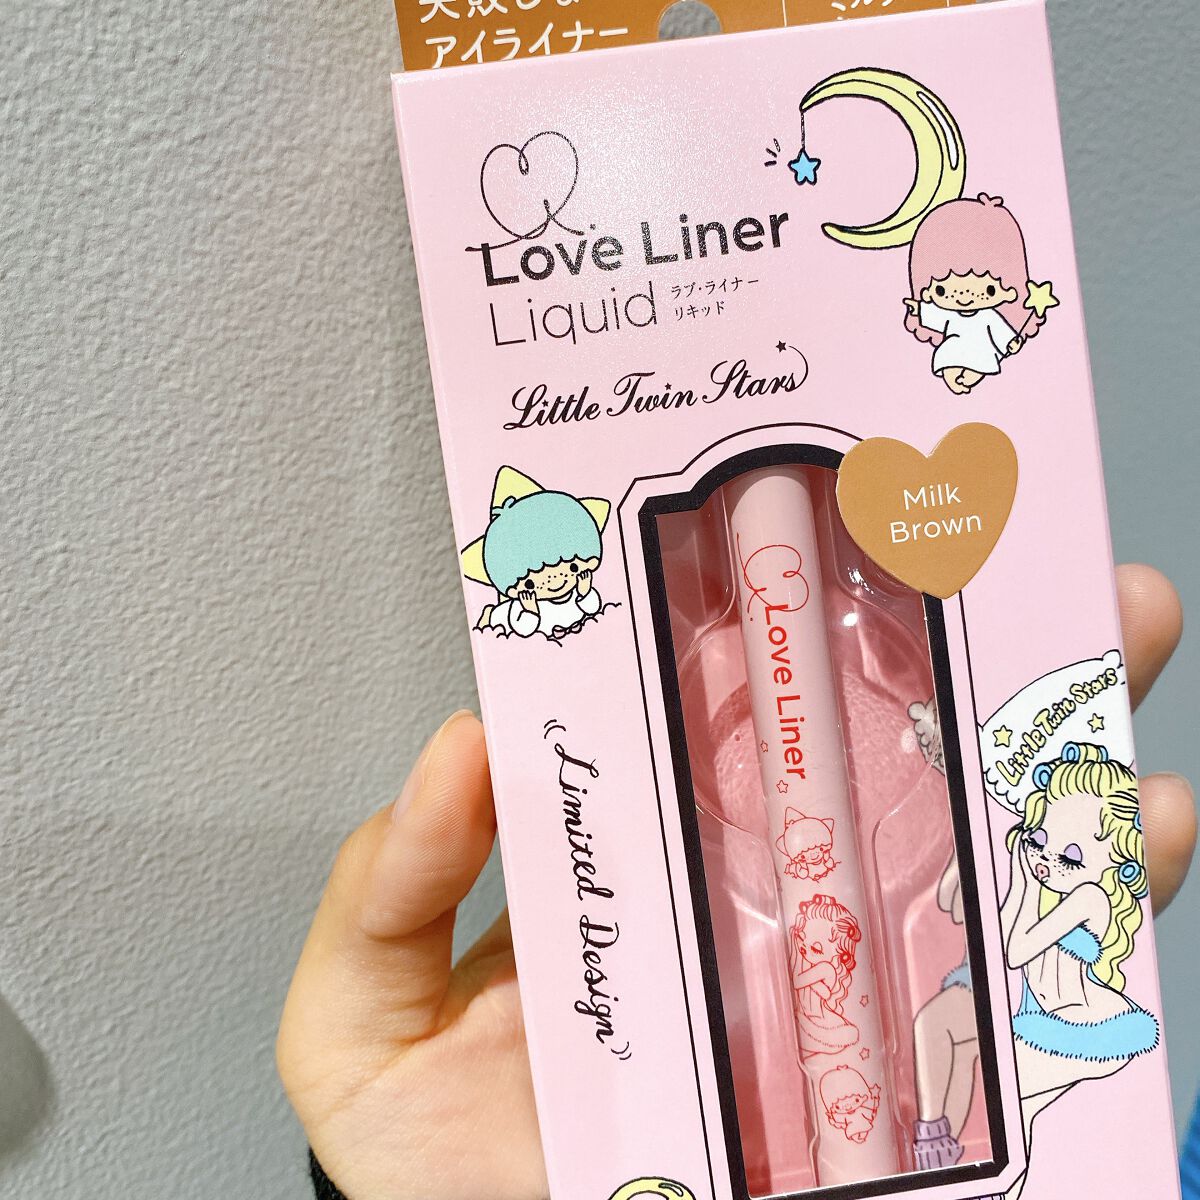 アイライナー
Love Liner
Liquid
ラブ・ライナー
リキッド
Little Twin Stars
Milk
Brown
Love Liner
Limited Design
Little Twin Stars